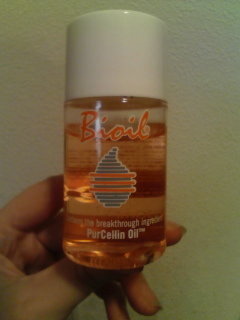 Bioil
the breakthrough ingredient
PurCellin Oil™